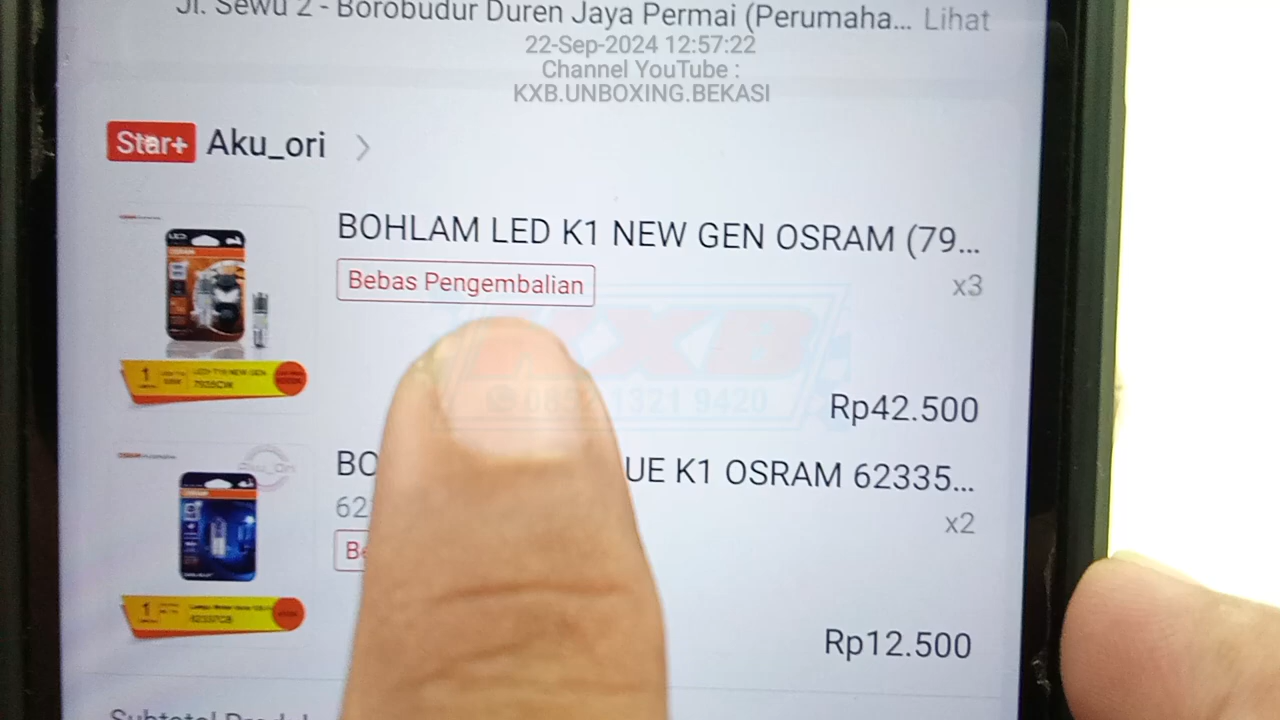 Jl. Sewu 2 - Borobudur Duren Jaya Permai (Perumaha... Lihat
22-Sep-2024 12:57:22
Channel YouTube :
KXB.UNBOXING.BEKASI
Star+ Aku_ori
BOHLAM LED K1 NEW GEN OSRAM (79...
Bebas Pengembalian
x3
KXB
Rp42.500
BO UE K1 OSRAM 62335...
62
x2
Be
Rp12.500
Subtotal